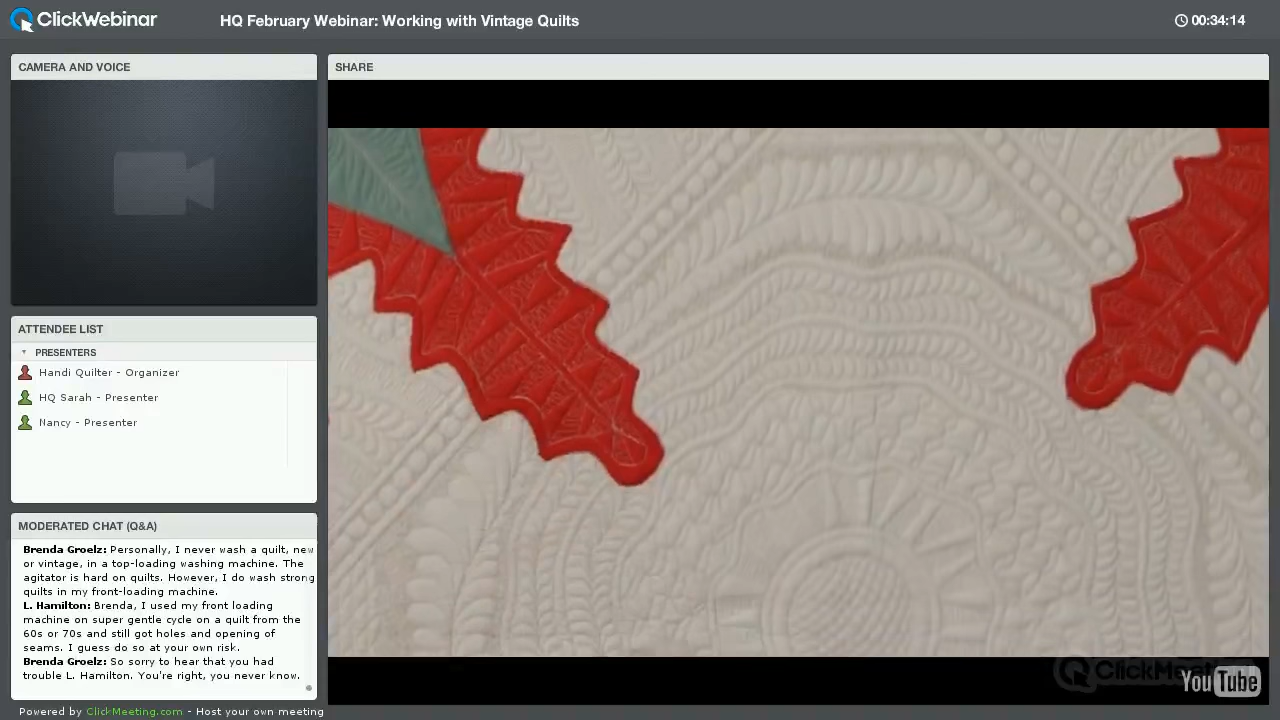 ClickWebinar
HQ February Webinar: Working with Vintage Quilts
00:34:14
CAMERA AND VOICE
SHARE
ATTENDEE LIST
PRESENTERS
Handi Quilter - Organizer
HQ Sarah - Presenter
Nancy - Presenter
MODERATED CHAT (Q&A)
Brenda Groelz: Personally, I never wash a quilt, new
or vintage, in a top-loading washing machine. The
agitator is hard on quilts. However, I do wash strong
quilts in my front-loading machine.
L. Hamilton: Brenda, I used my front loading
machine on super gentle cycle on a quilt from the
60s or 70s and still got holes and opening of
seams. I guess do so at your own risk.
Brenda Groelz: So sorry to hear that you had
trouble L. Hamilton. You're right, you never know.
ClickMeeting
YouTube
Powered by ClickMeeting.com - Host your own meeting